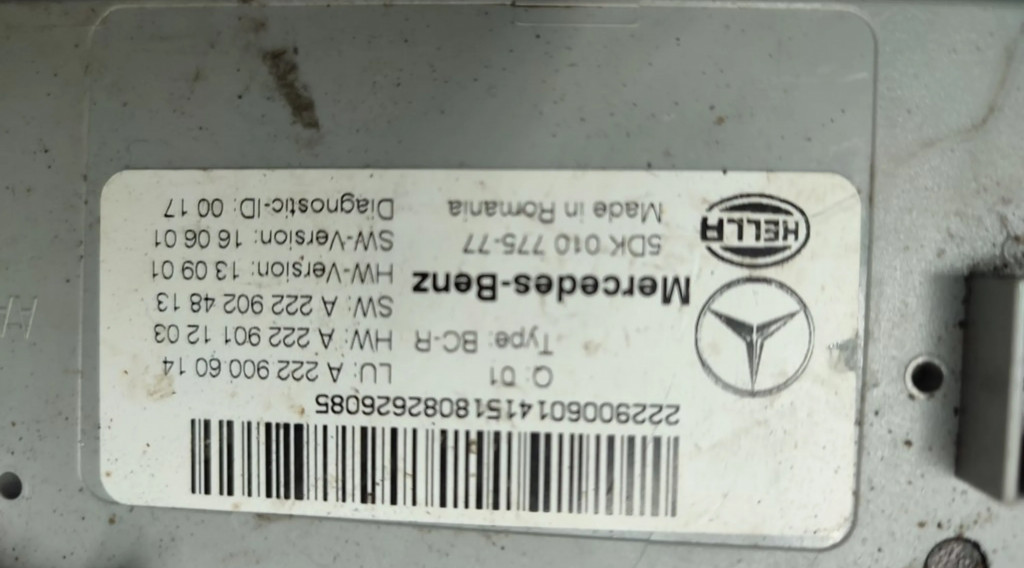 22290060141518082626085
Q: 01
LU: A 222 900 60 14
Type: BC-R
HW: A 222 901 12 03
Mercedes-Benz
SW: A 222 902 48 13
HW-Version: 13 09 01
5DK 010 775-77
SW-Version: 16 06 01
Made in Romania
Diagnostic-ID: 00 17
HELLA